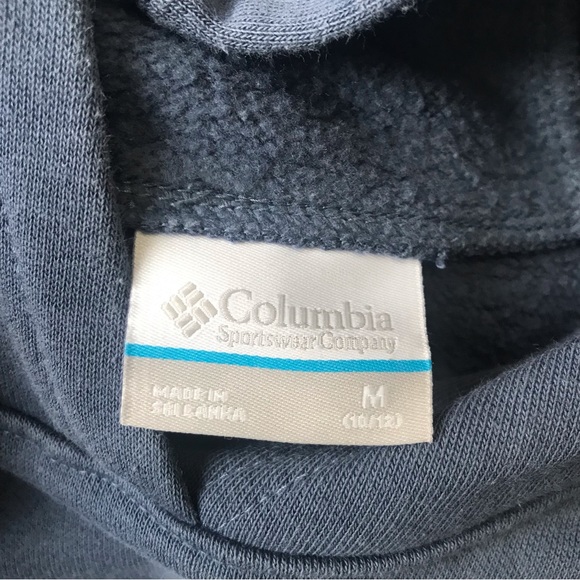 Columbia
Sportswear Company
MADE IN
SRI LANKA
M
(10/12)